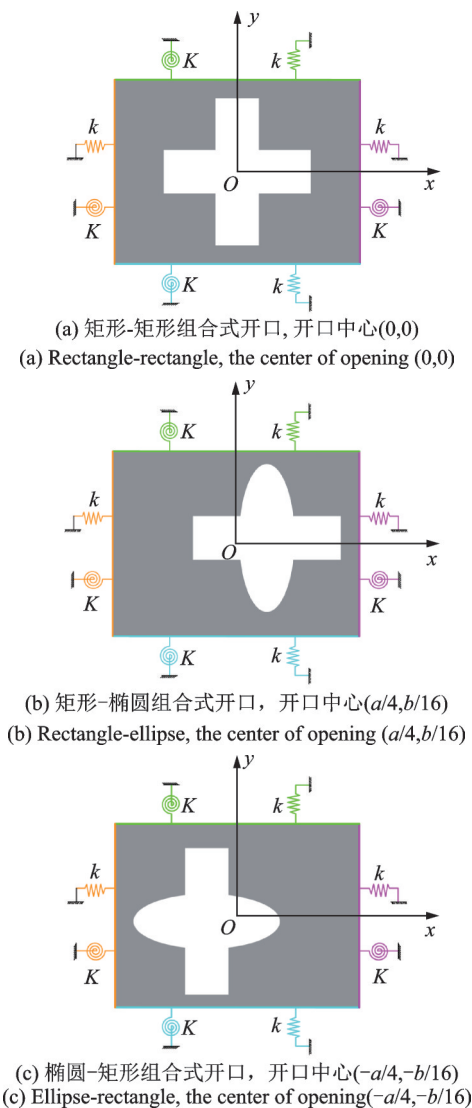 y
K
k
k
k
O
x
K
K
K
k
(a) 矩形-矩形组合式开口, 开口中心(0,0)
(a) Rectangle-rectangle, the center of opening (0,0)
y
K
k
k
k
O
x
K
K
K
k
(b) 矩形-椭圆组合式开口，开口中心(a/4,b/16)
(b) Rectangle-ellipse, the center of opening (a/4,b/16)
y
K
k
k
k
O
x
K
K
K
k
(c) 椭圆-矩形组合式开口，开口中心(-a/4,-b/16)
(c) Ellipse-rectangle, the center of opening(-a/4,-b/16)